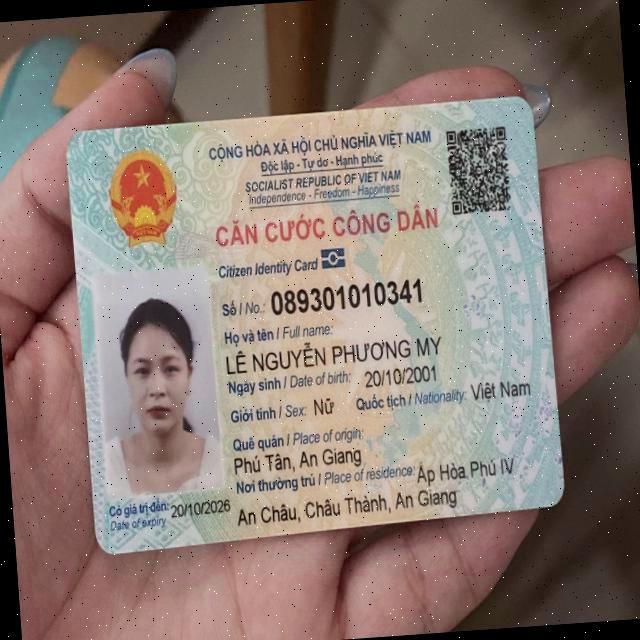 CỘNG HÒA XÃ HỘI CHỦ NGHĨA VIỆT NAM
Độc lập - Tự do - Hạnh phúc
SOCIALIST REPUBLIC OF VIET NAM
Independence - Freedom - Happiness
CĂN CƯỚC CÔNG DÂN
Citizen Identity Card
Số / No.: 089301010341
Họ và tên / Full name:
LÊ NGUYỄN PHƯƠNG MY
Ngày sinh / Date of birth: 20/10/2001
Giới tính / Sex: Nữ Quốc tịch / Nationality: Việt Nam
Quê quán / Place of origin:
Phú Tân, An Giang
Nơi thường trú / Place of residence: Ấp Hòa Phú IV
An Châu, Châu Thành, An Giang
Có giá trị đến: 20/10/2026
Date of expiry